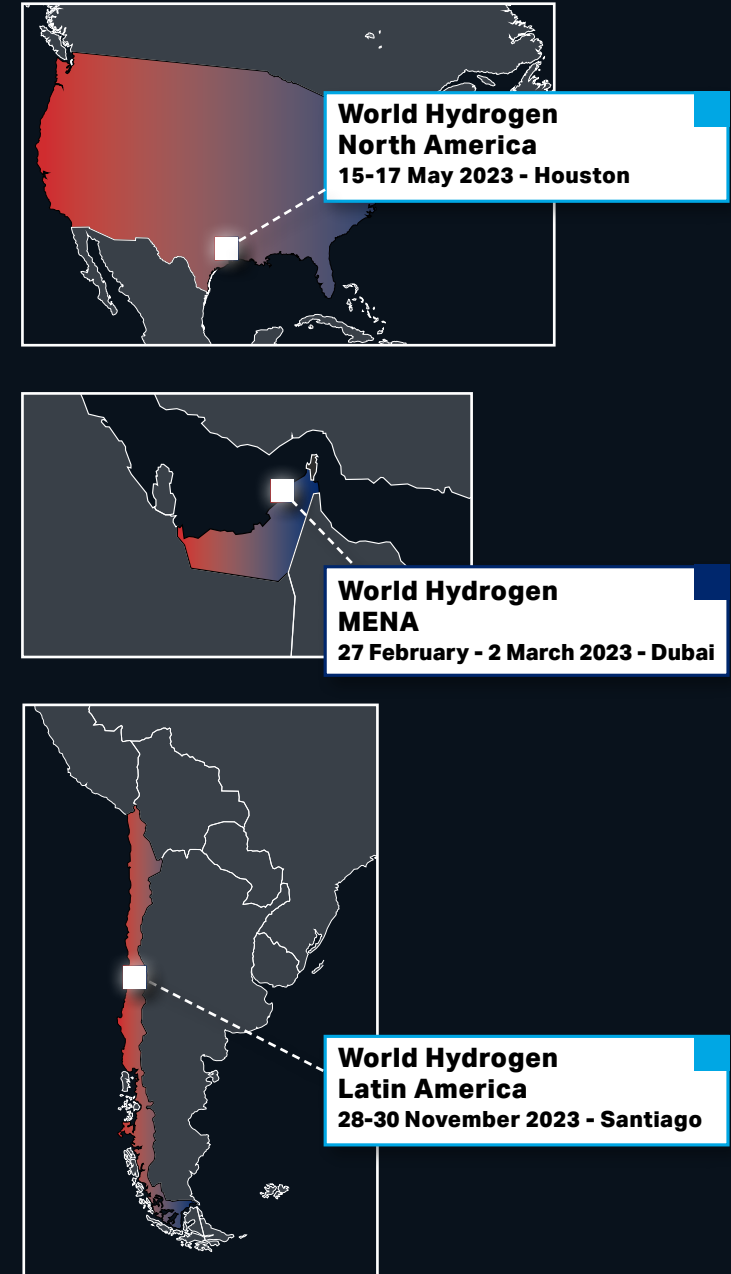 World Hydrogen
North America
15-17 May 2023 - Houston
World Hydrogen
MENA
27 February - 2 March 2023 - Dubai
World Hydrogen
Latin America
28-30 November 2023 - Santiago